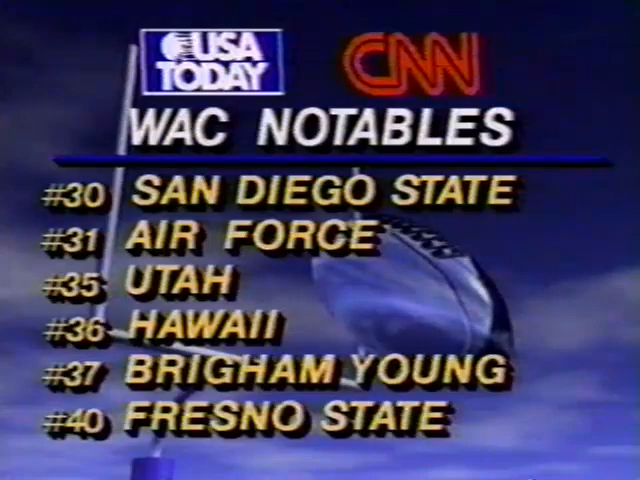 USA TODAY
CNN
WAC NOTABLES
#30 SAN DIEGO STATE
#31 AIR FORCE
#35 UTAH
#36 HAWAII
#37 BRIGHAM YOUNG
#40 FRESNO STATE